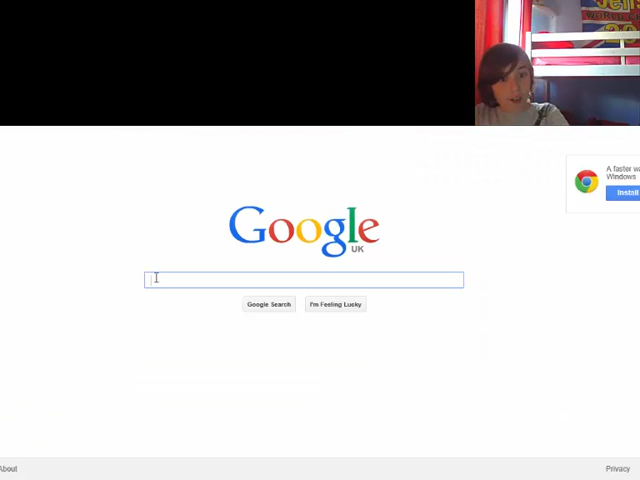 A faster wa
Windows
Install
Google
UK
Google Search
I'm Feeling Lucky
About
Privacy